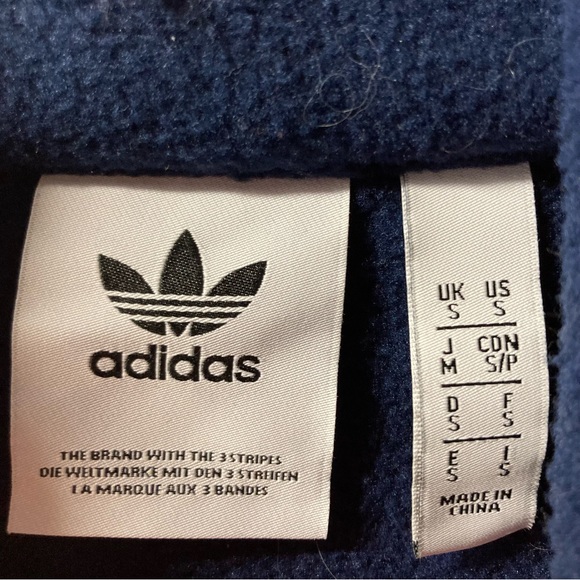 adidas
THE BRAND WITH THE 3 STRIPES
DIE WELTMARKE MIT DEN 3 STREIFEN
LA MARQUE AUX 3 BANDES
UK US
S S
J CDN
M S/P
D F
S S
E I
S S
MADE IN
CHINA